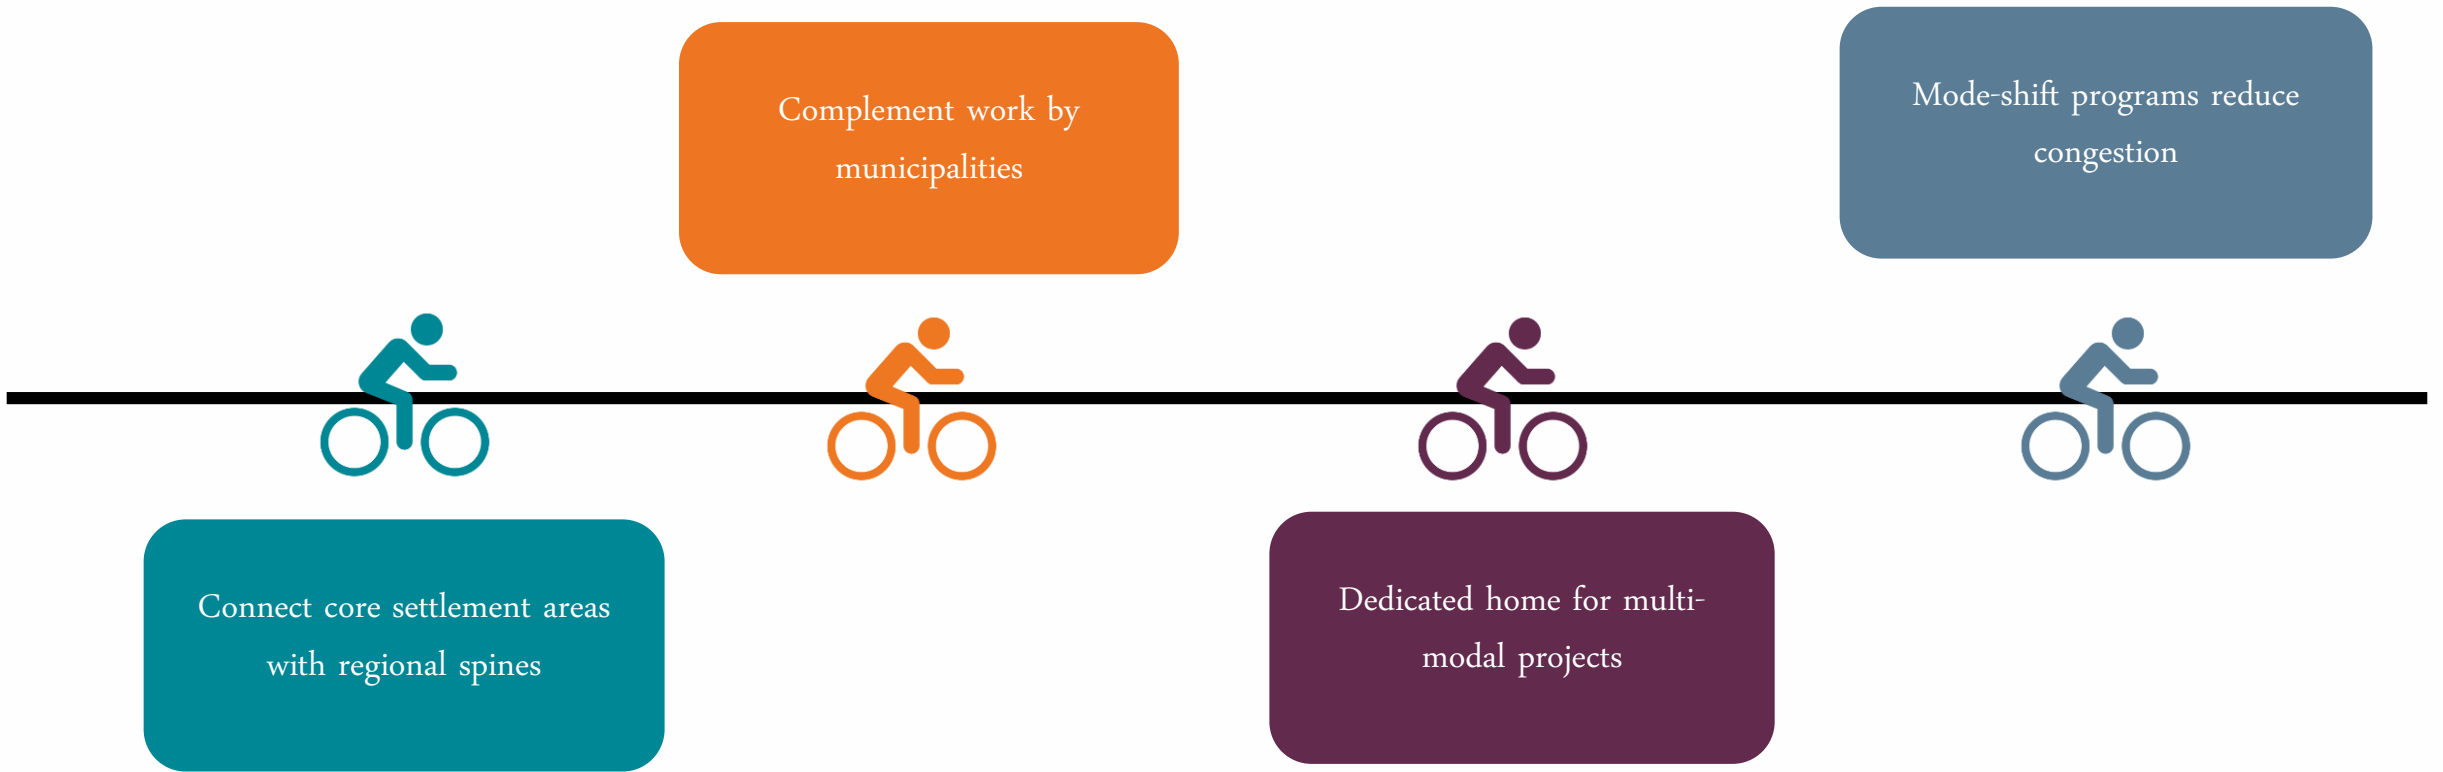 Connect core settlement areas
with regional spines
Complement work by
municipalities
Dedicated home for multi-
modal projects
Mode-shift programs reduce
congestion